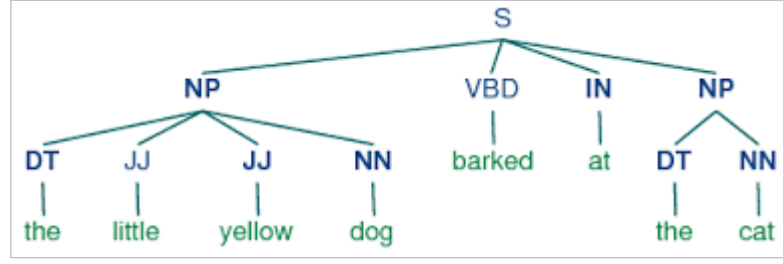 S
NP VBD IN NP
DT JJ JJ NN barked at DT NN
the little yellow dog the cat